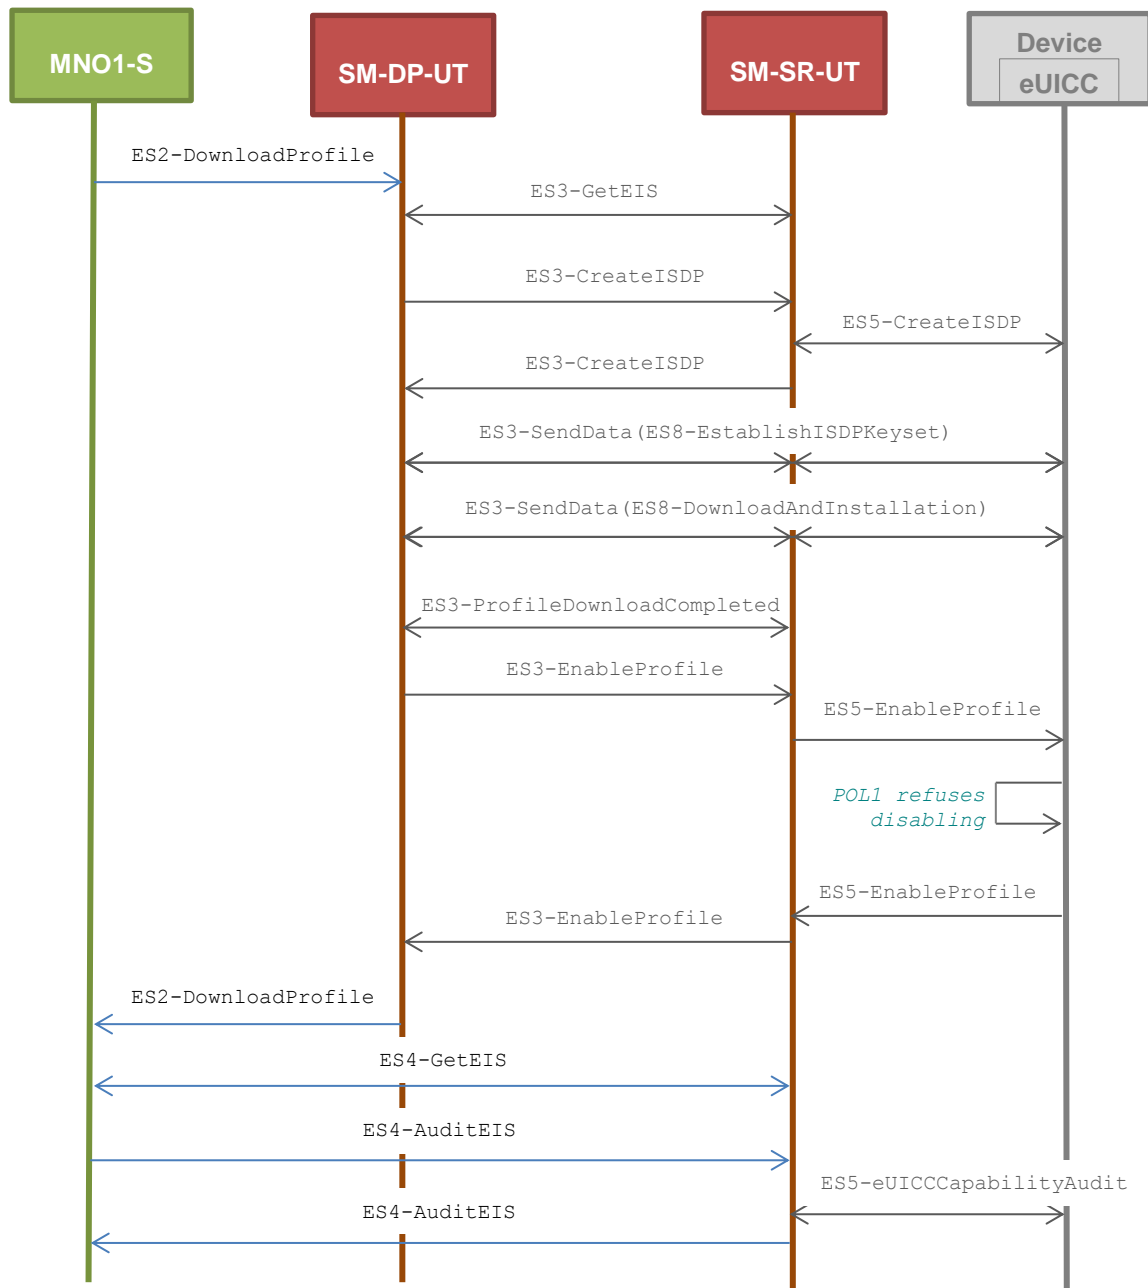 MNO1-S
SM-DP-UT
SM-SR-UT
Device
eUICC
ES2-DownloadProfile
ES3-GetEIS
ES3-CreateISDP
ES5-CreateISDP
ES3-CreateISDP
ES3-SendData(ES8-EstablishISDPKeyset)
ES3-SendData(ES8-DownloadAndInstallation)
ES3-ProfileDownloadCompleted
ES3-EnableProfile
ES5-EnableProfile
POL1 refuses
disabling
ES5-EnableProfile
ES3-EnableProfile
ES2-DownloadProfile
ES4-GetEIS
ES4-AuditEIS
ES5-eUICCCapabilityAudit
ES4-AuditEIS